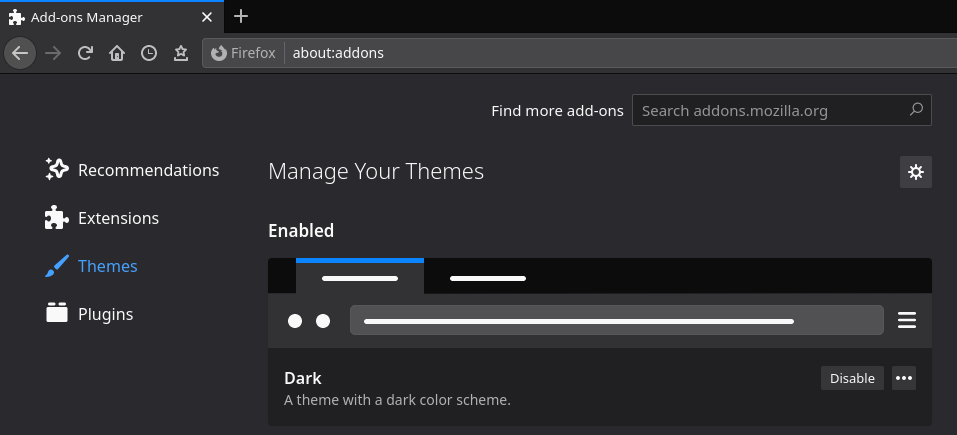 Add-ons Manager
Firefox about:addons
Find more add-ons Search addons.mozilla.org
Recommendations
Extensions
Themes
Plugins
Manage Your Themes
Enabled
Dark
A theme with a dark color scheme.
Disable